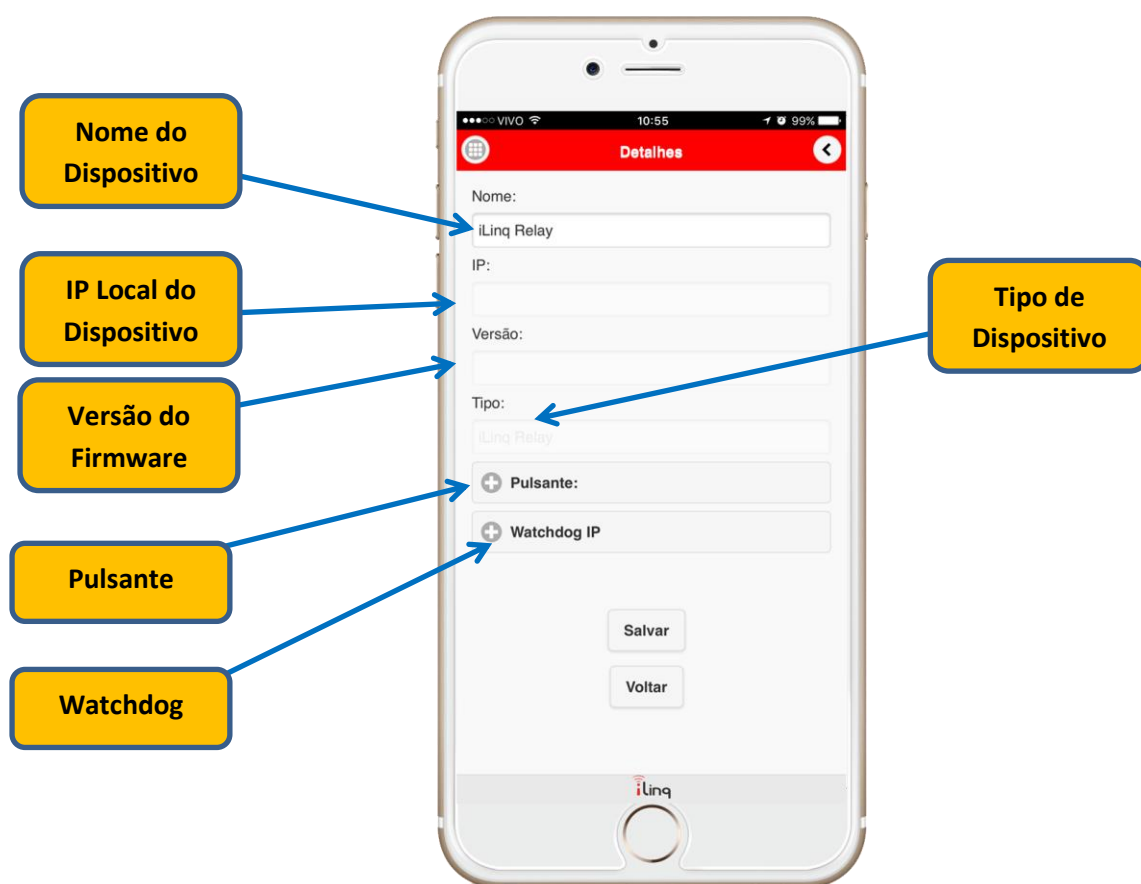 VIVO
10:55
99%
Detalhes
Nome do
Dispositivo
Nome:
iLinq Relay
IP Local do
Dispositivo
IP:
Tipo de
Dispositivo
Versão:
Versão do
Firmware
Tipo:
iLinq Relay
Pulsante
Pulsante:
Watchdog
Watchdog IP
Salvar
Voltar
iLinq